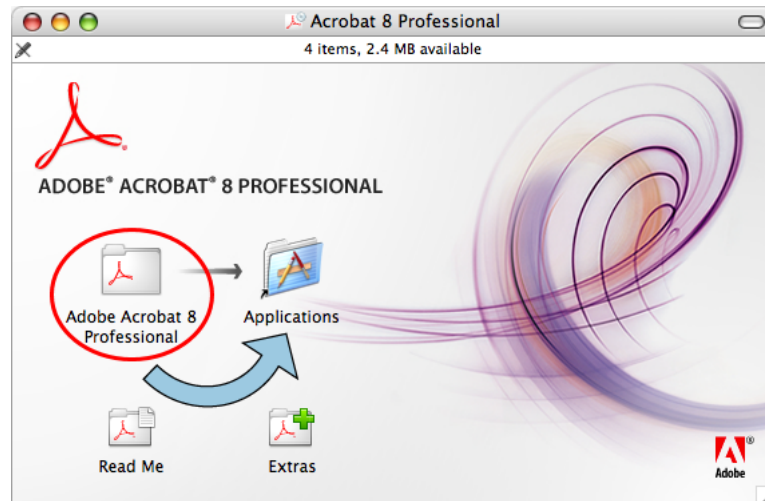 Acrobat 8 Professional
4 items, 2.4 MB available
ADOBE® ACROBAT® 8 PROFESSIONAL
Adobe Acrobat 8
Professional
Applications
Read Me
Extras
Adobe